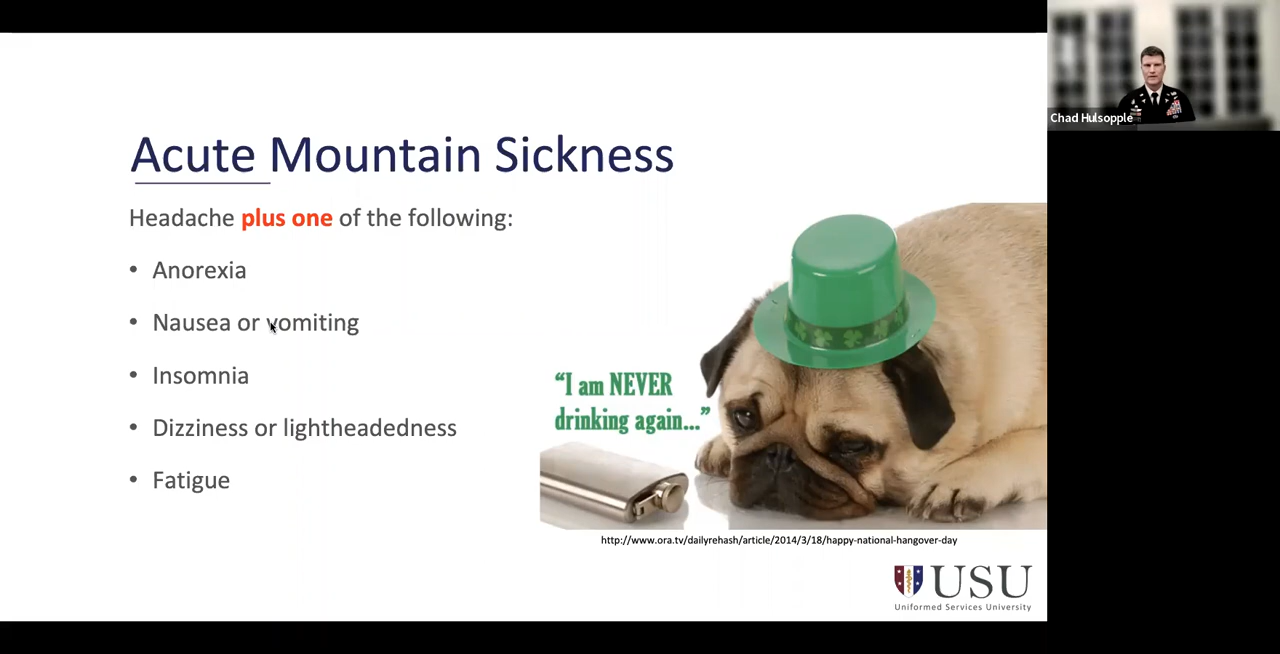 Chad Hulsopple
Acute Mountain Sickness
Headache plus one of the following:
• Anorexia
• Nausea or vomiting
• Insomnia
• Dizziness or lightheadedness
• Fatigue
“I am NEVER
drinking again...”
http://www.ora.tv/dailyrehash/article/2014/3/18/happy-national-hangover-day
USU
Uniformed Services University